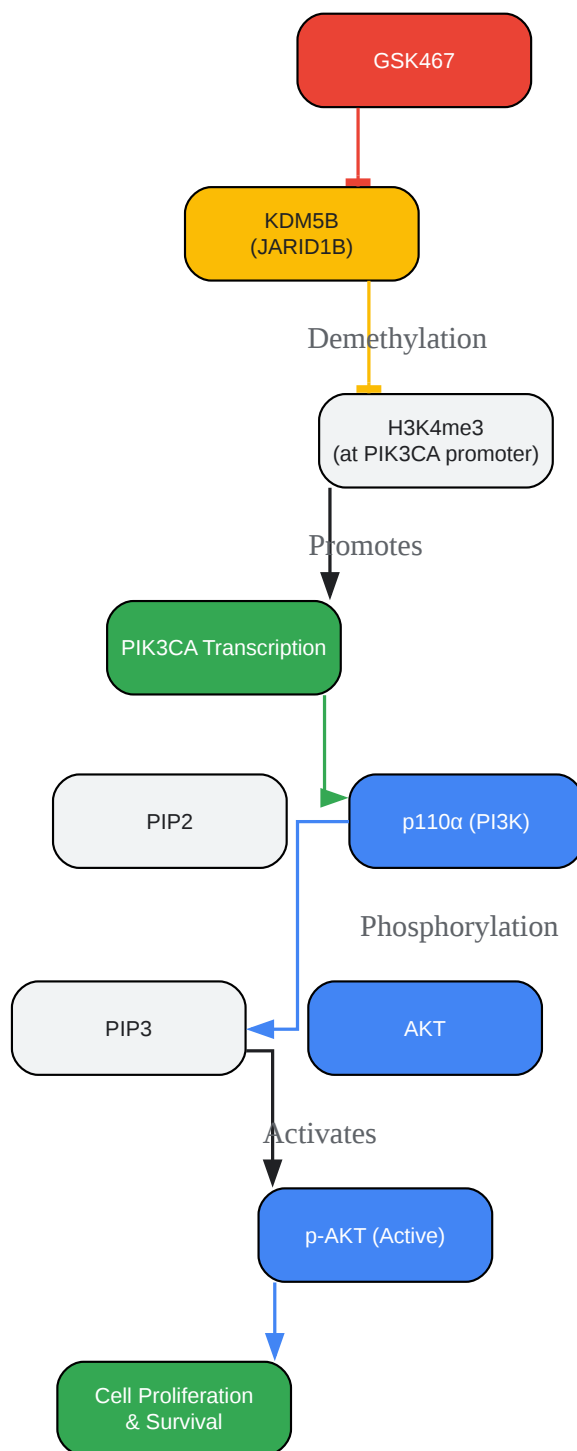 GSK467
KDM5B
(JARID1B)
Demethylation
H3K4me3
(at PIK3CA promoter)
Promotes
PIK3CA Transcription
PIP2
p110α (PI3K)
Phosphorylation
PIP3
AKT
Activates
p-AKT (Active)
Cell Proliferation
& Survival